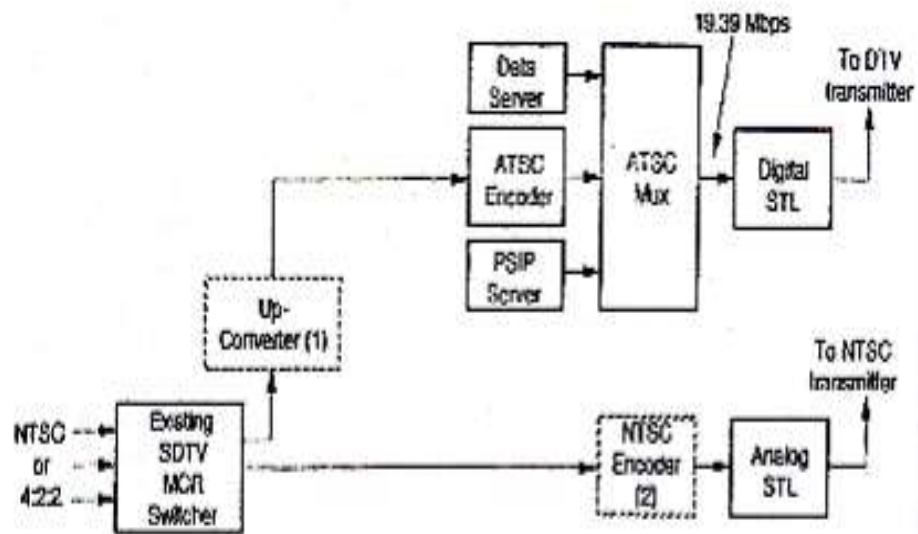 19.39 Mbps
To DTV
transmitter
Data
Server
ATSC
Encoder
ATSC
Mux
Digital
STL
PSIP
Server
Up-
Converter (1)
To NTSC
transmitter
NTSC
or
4:2:2
Existing
SDTV
MCR
Switcher
NTSC
Encoder
(2)
Analog
STL